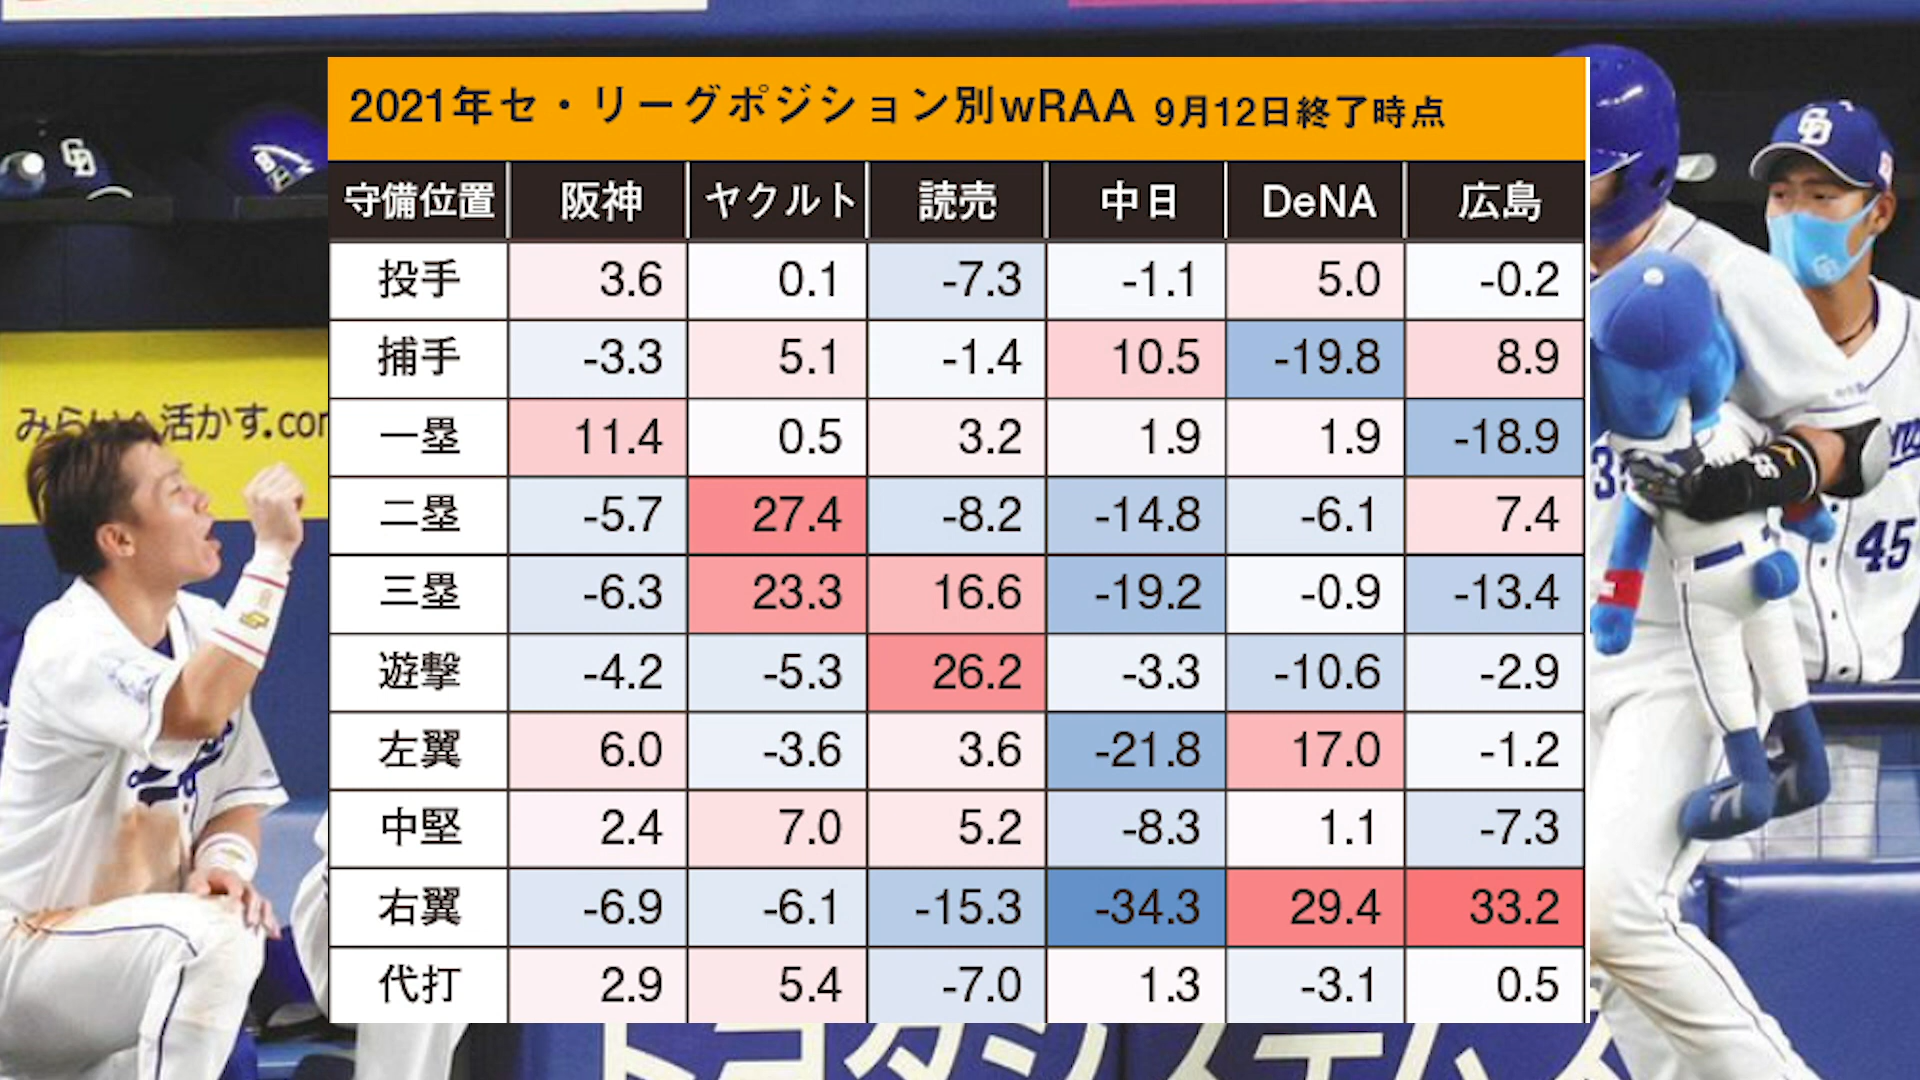 2021年セ・リーグポジション別wRAA 9月12日終了時点
守備位置 阪神 ヤクルト 読売 中日 DeNA 広島
投手 3.6 0.1 -7.3 -1.1 5.0 -0.2
捕手 -3.3 5.1 -1.4 10.5 -19.8 8.9
一塁 11.4 0.5 3.2 1.9 1.9 -18.9
二塁 -5.7 27.4 -8.2 -14.8 -6.1 7.4
三塁 -6.3 23.3 16.6 -19.2 -0.9 -13.4
遊撃 -4.2 -5.3 26.2 -3.3 -10.6 -2.9
左翼 6.0 -3.6 3.6 -21.8 17.0 -1.2
中堅 2.4 7.0 5.2 -8.3 1.1 -7.3
右翼 -6.9 -6.1 -15.3 -34.3 29.4 33.2
代打 2.9 5.4 -7.0 1.3 -3.1 0.5
活かす.com
45